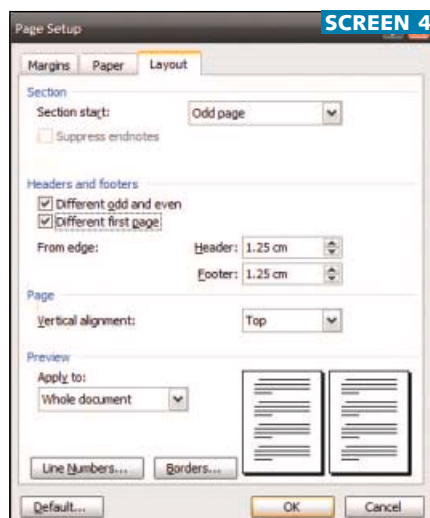 SCREEN 4
Page Setup
Margins Paper Layout
Section
Section start: Odd page
Suppress endnotes
Headers and footers
Different odd and even
Different first page
From edge: Header: 1.25 cm
Footer: 1.25 cm
Page
Vertical alignment: Top
Preview
Apply to:
Whole document
Line Numbers... Borders...
Default... OK Cancel